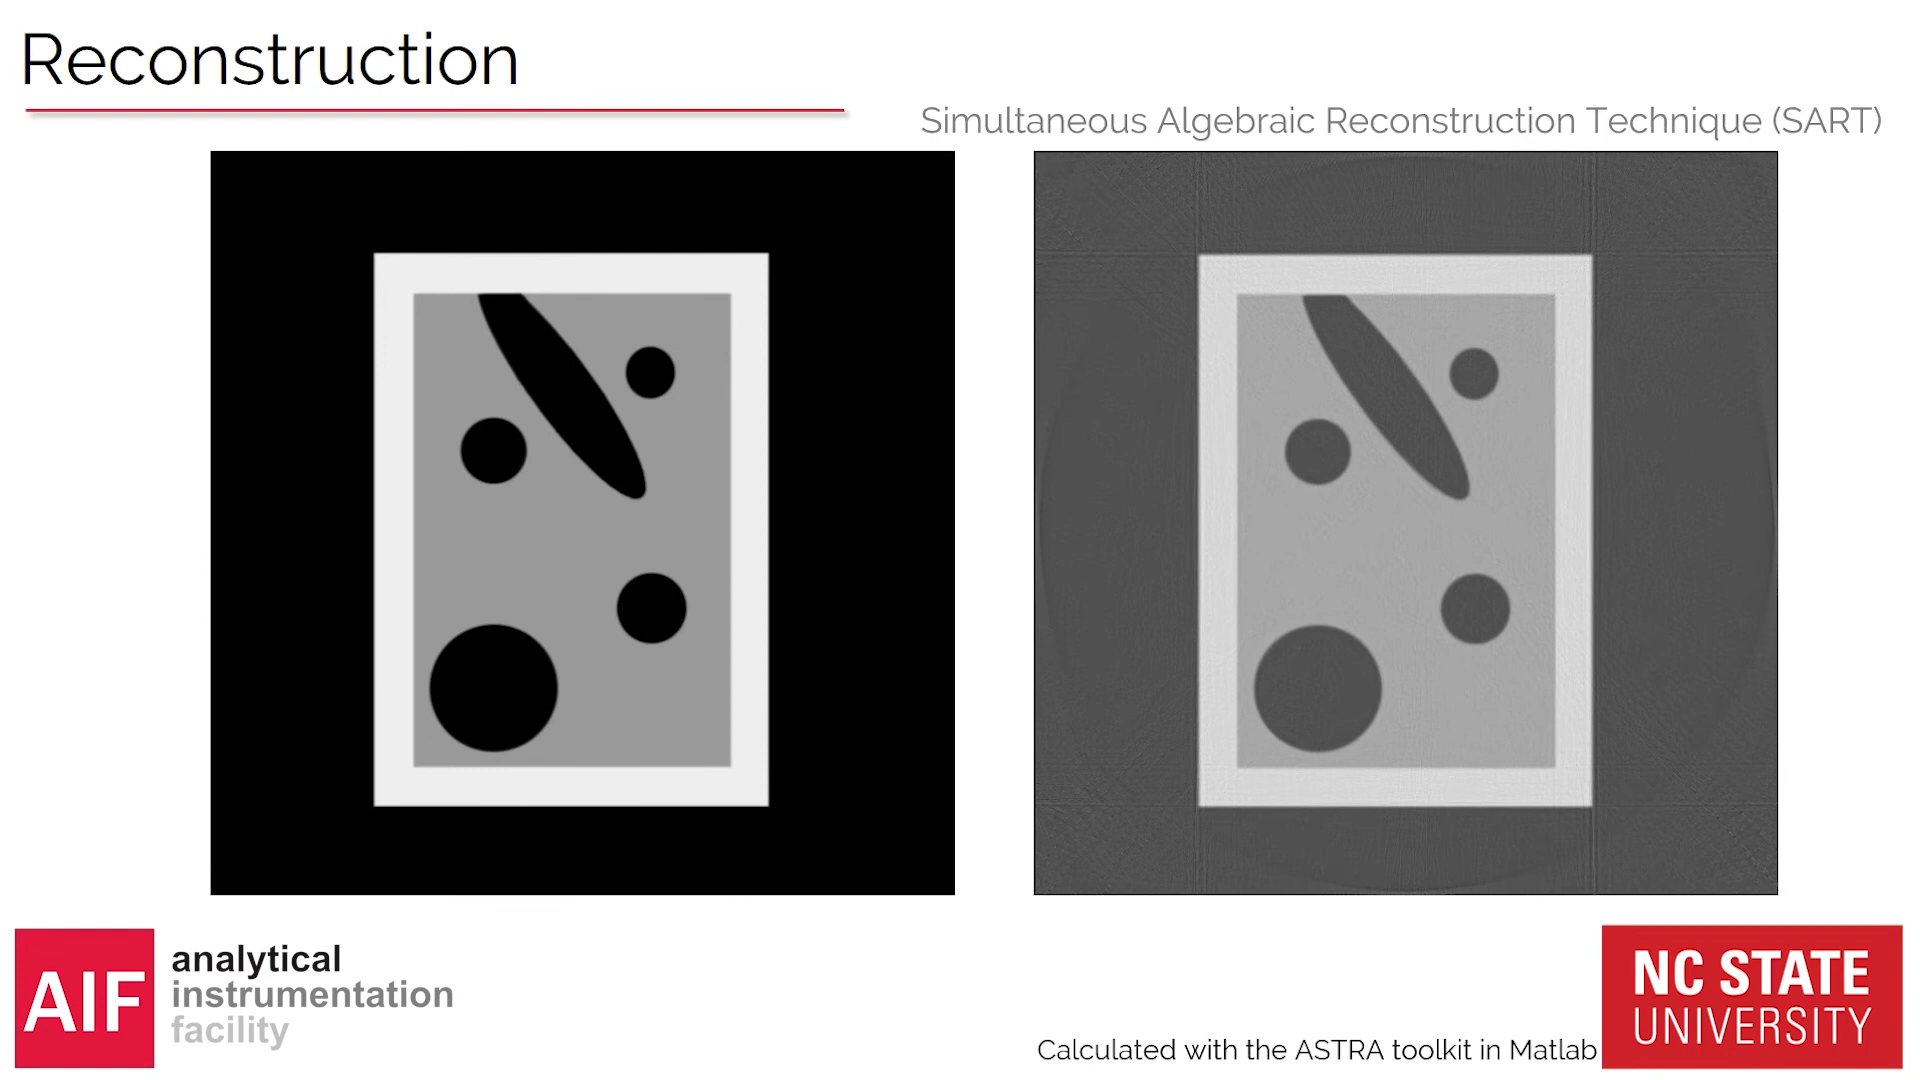 Reconstruction
Simultaneous Algebraic Reconstruction Technique (SART)
AIF
analytical
instrumentation
facility
Calculated with the ASTRA toolkit in Matlab
NC STATE
UNIVERSITY